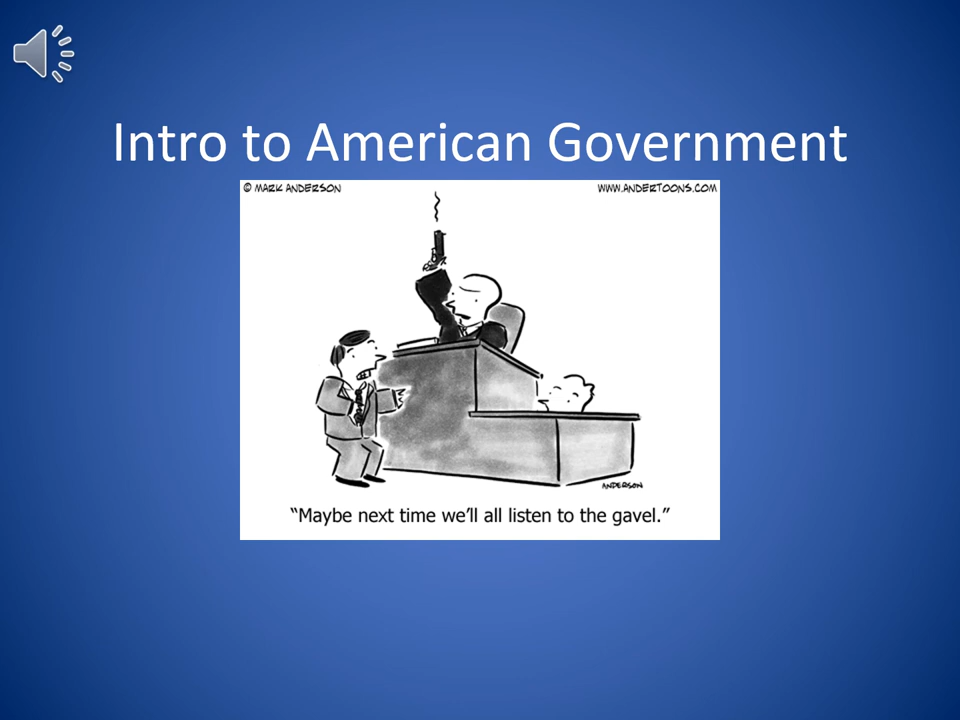 Intro to American Government
© MARK ANDERSON WWW.ANDERTOONS.COM
ANDERSON
“Maybe next time we’ll all listen to the gavel.”